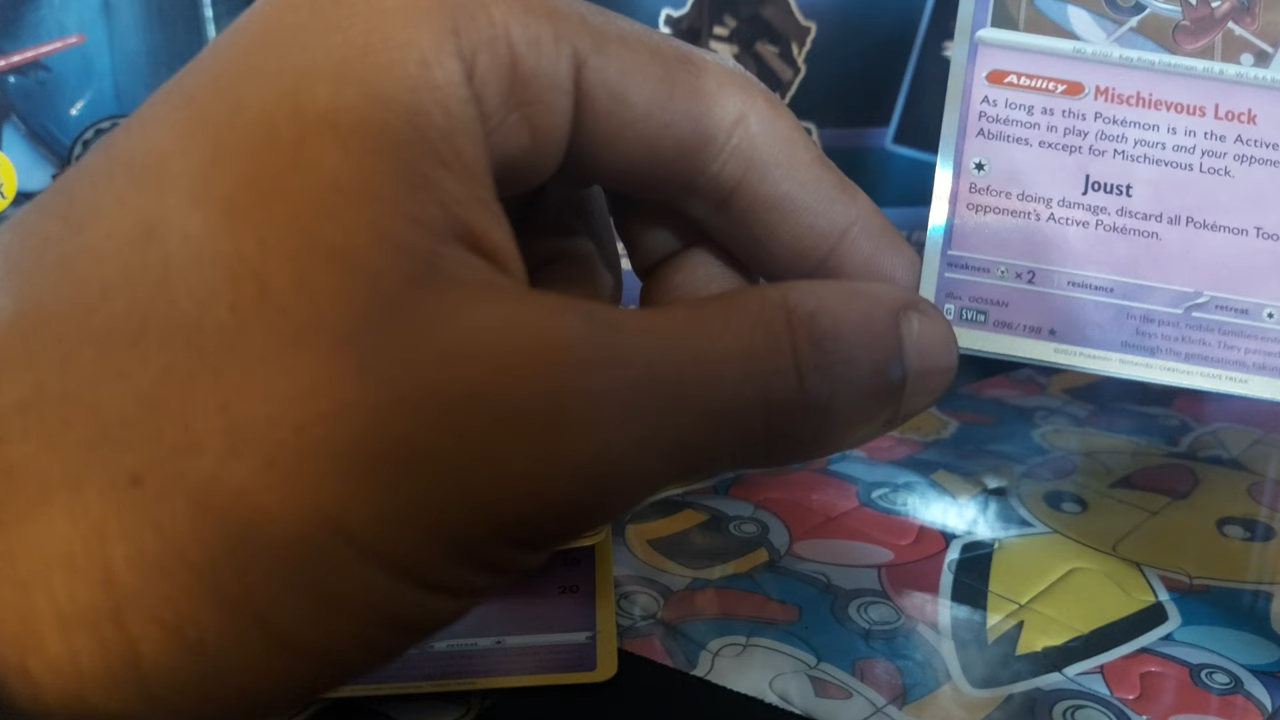 NO. 0707 Key Ring Pokémon HT: 8" WT: 6.6
Ability Mischievous Lock
As long as this Pokémon is in the Active
Pokémon in play (both yours and your oppone
Abilities, except for Mischievous Lock.
Joust
Before doing damage, discard all Pokémon Too
opponent's Active Pokémon.
weakness ×2 resistance retreat
Illus. GOSSAN
G SVI EN 096/198 ★
In the past, noble families ent
keys to a Klefki. They passed
through the generations, taking
©2023 Pokémon / Nintendo / Creatures / GAME FREAK
20
retreat